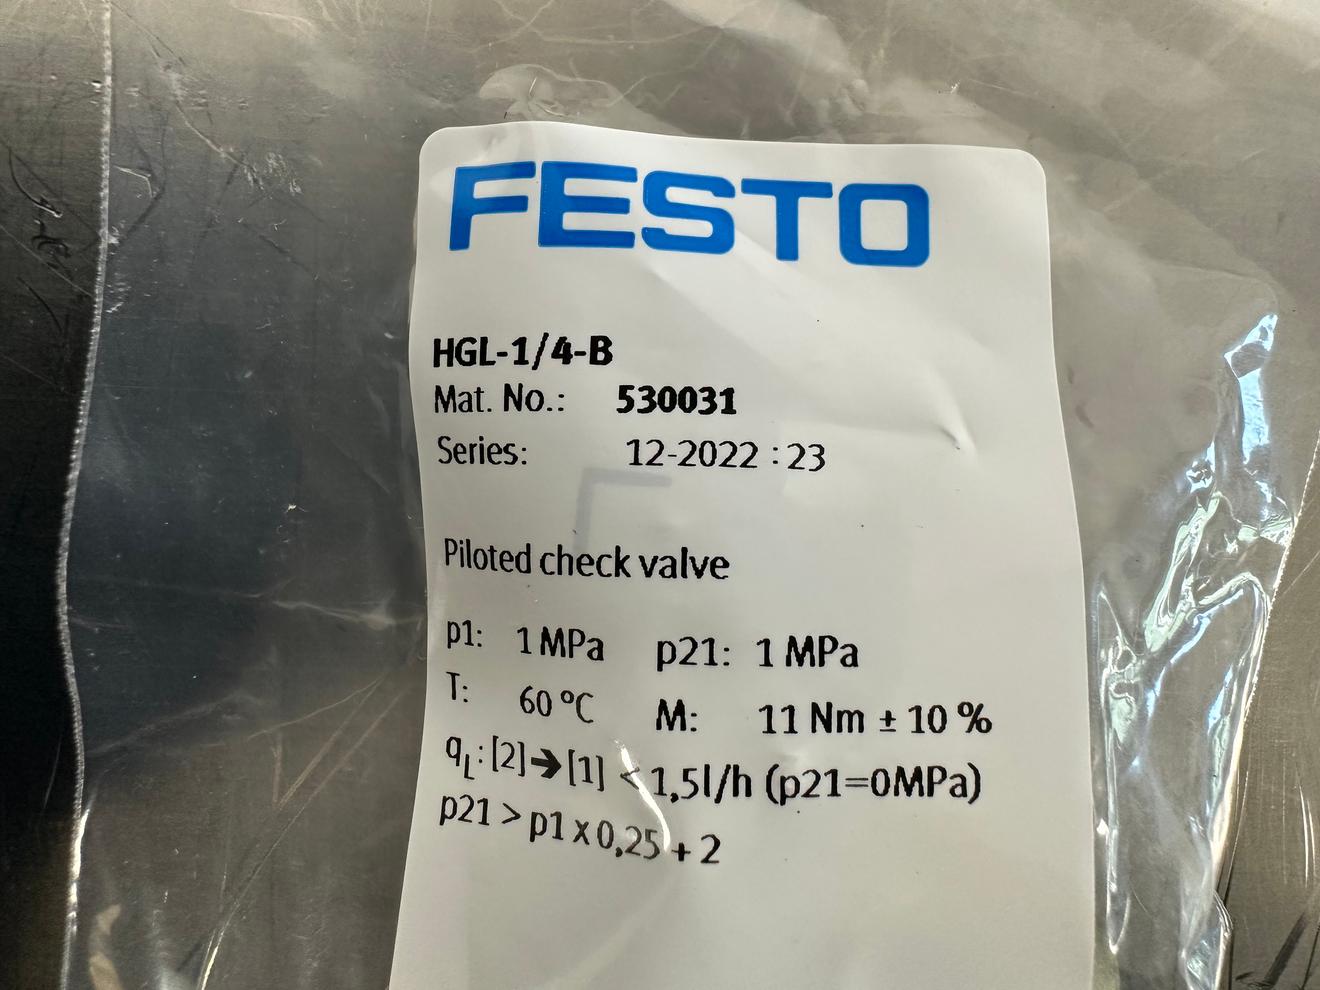 FESTO
HGL-1/4-B
Mat. No.: 530031
Series: 12-2022 : 23
Piloted check valve
p1: 1 MPa p21: 1 MPa
T: 60 °C M: 11 Nm ± 10 %
qL: [2]➔[1] < 1,5l/h (p21=0MPa)
p21 > p1 x 0,25 + 2